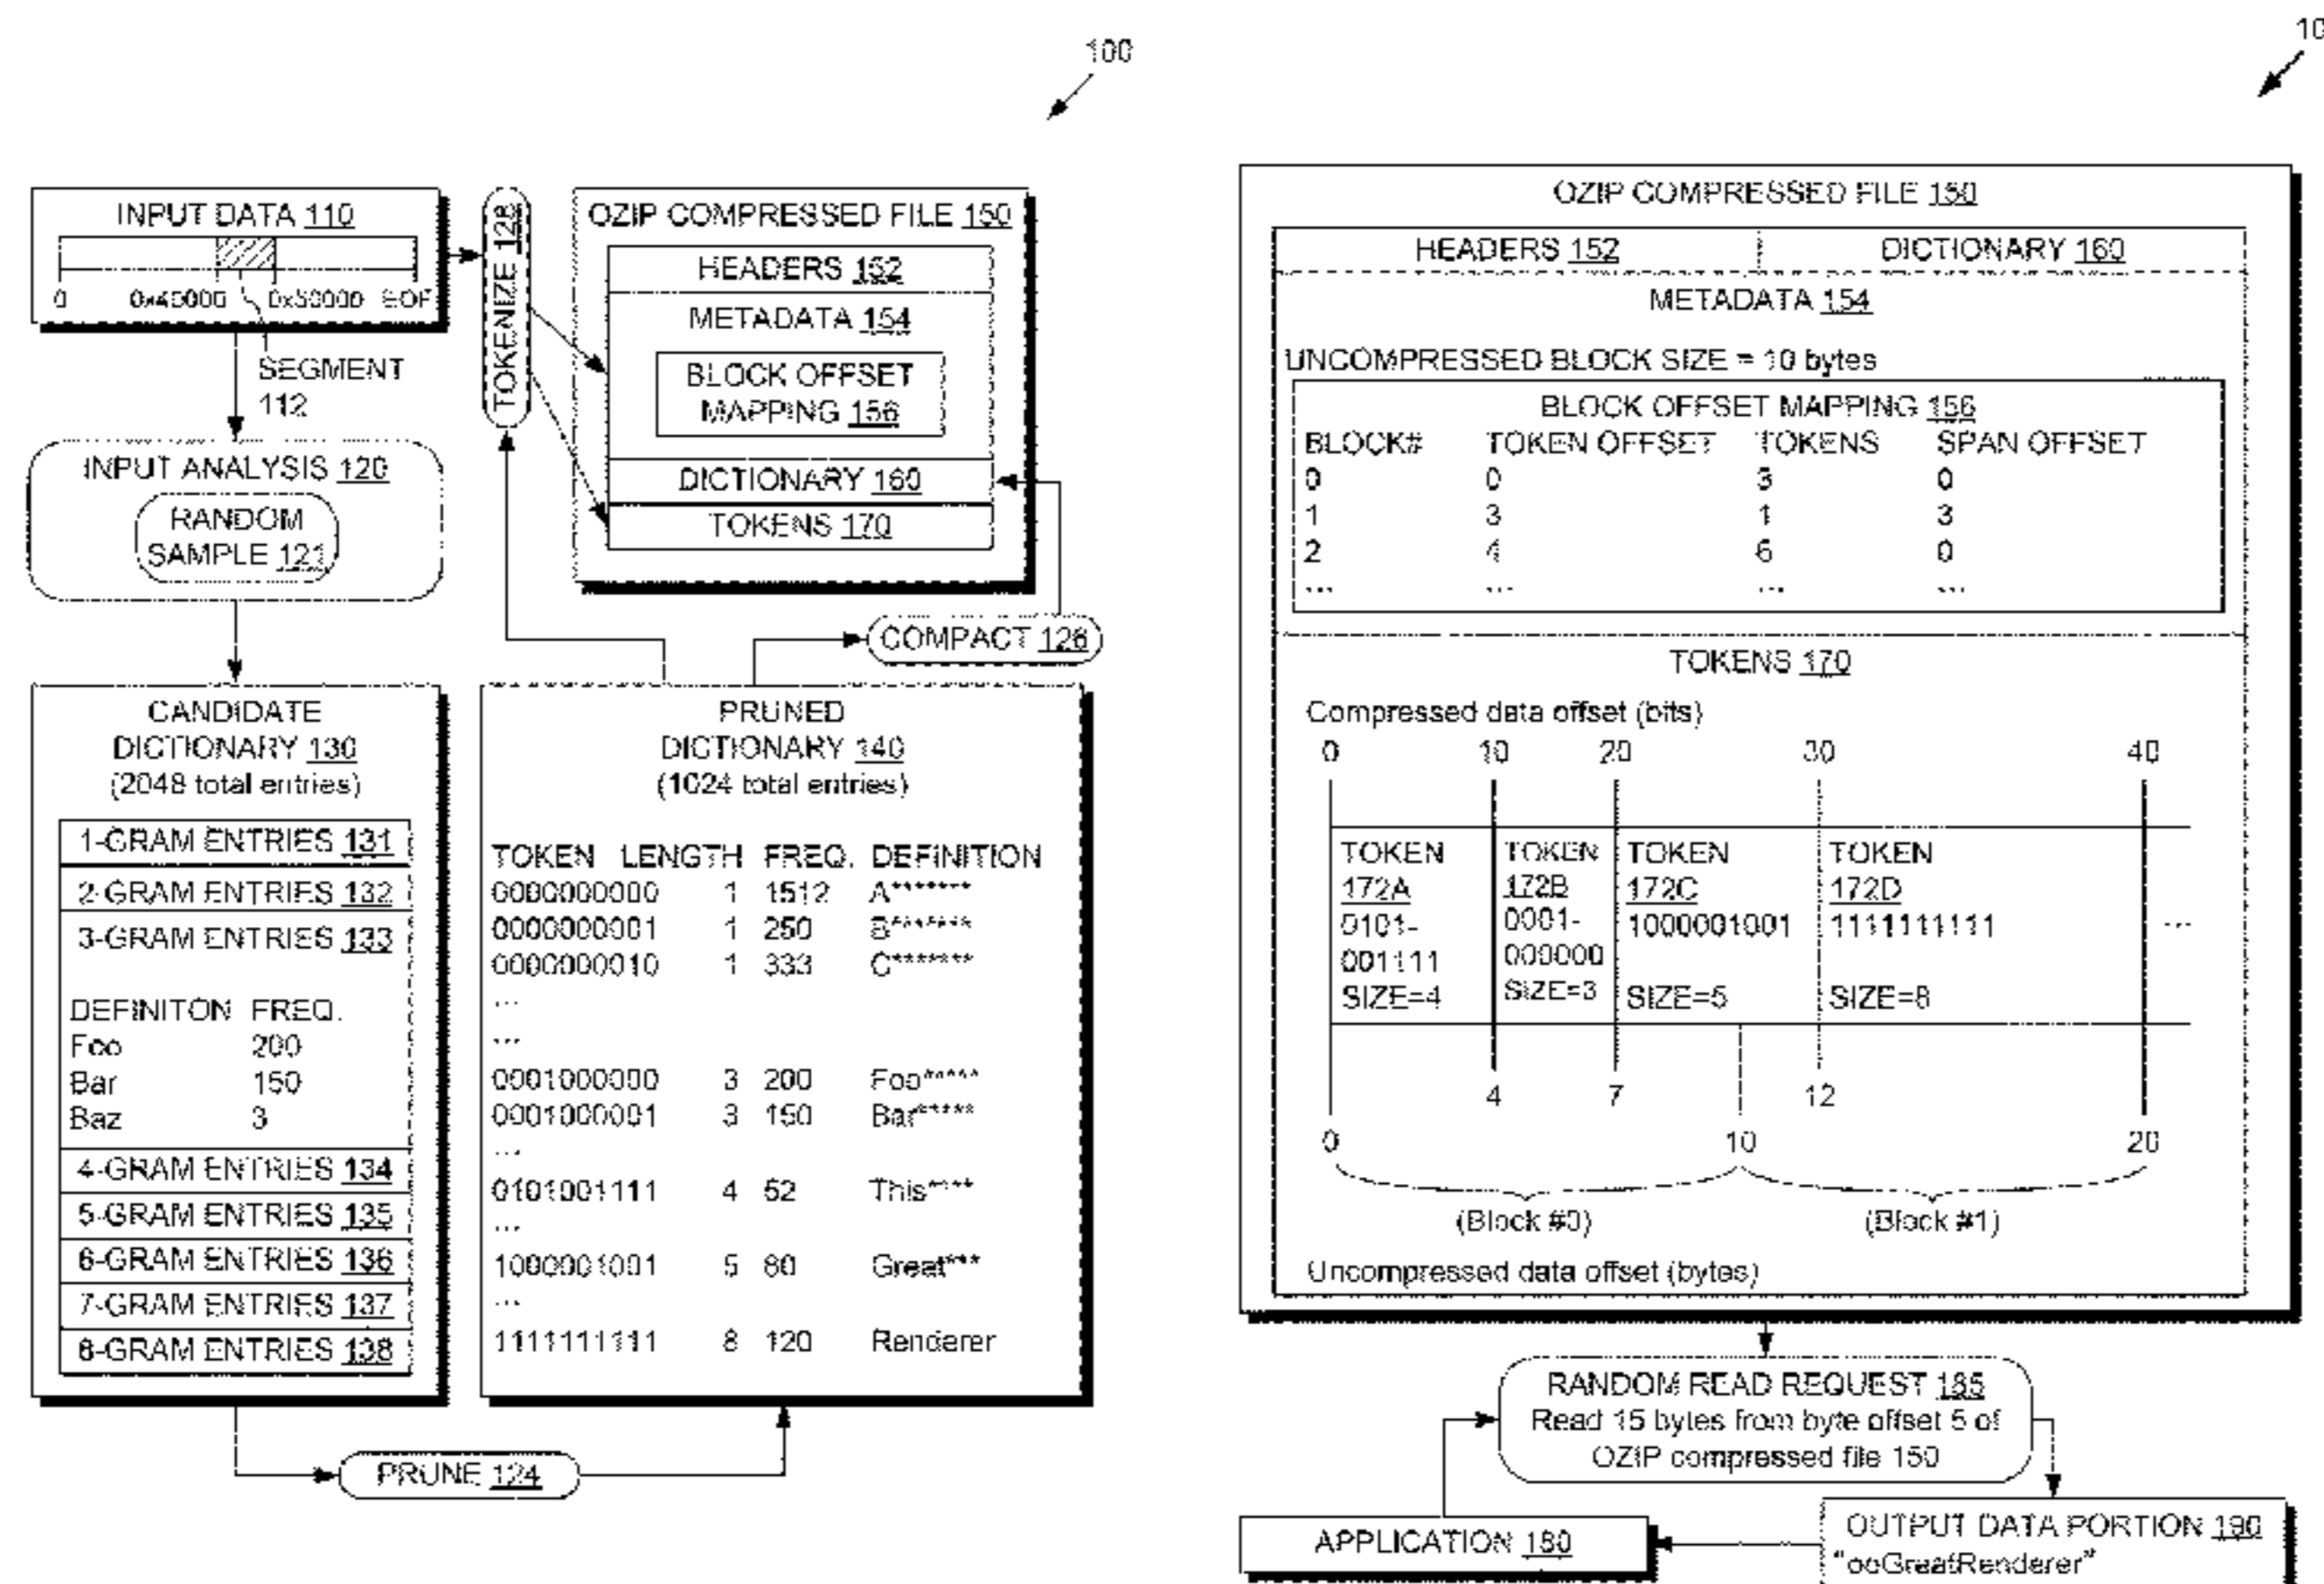 100
INPUT DATA 110
0 0x40000 0x50000 EOF
SEGMENT
112
INPUT ANALYSIS 120
RANDOM
SAMPLE 121
CANDIDATE
DICTIONARY 130
(2048 total entries)
1-GRAM ENTRIES 131
2-GRAM ENTRIES 132
3-GRAM ENTRIES 133
DEFINITON FREQ.
Foo 200
Bar 150
Baz 3
4-GRAM ENTRIES 134
5-GRAM ENTRIES 135
6-GRAM ENTRIES 136
7-GRAM ENTRIES 137
8-GRAM ENTRIES 138
PRUNE 124
TOKENIZE 128
OZIP COMPRESSED FILE 150
HEADERS 152
METADATA 154
BLOCK OFFSET
MAPPING 156
DICTIONARY 160
TOKENS 170
COMPACT 126
PRUNED
DICTIONARY 140
(1024 total entries)
TOKEN LENGTH FREQ. DEFINITION
0000000000 1 1512 A*******
0000000001 1 250 B*******
0000000010 1 333 C*******
...
...
0001000000 3 200 Foo*****
0001000001 3 150 Bar*****
...
0101001111 4 52 This****
...
1000001001 5 80 Great***
...
1111111111 8 120 Renderer
10
OZIP COMPRESSED FILE 150
HEADERS 152 DICTIONARY 160
METADATA 154
UNCOMPRESSED BLOCK SIZE = 10 bytes
BLOCK OFFSET MAPPING 156
BLOCK# TOKEN OFFSET TOKENS SPAN OFFSET
0 0 3 0
1 3 1 3
2 4 6 0
... ... ... ...
TOKENS 170
Compressed data offset (bits)
0 10 20 30 40
TOKEN TOKEN TOKEN TOKEN
172A 172B 172C 172D
0101- 0001- 1000001001 1111111111 ...
001111 000000
SIZE=4 SIZE=3 SIZE=5 SIZE=8
4 7 12
0 10 20
(Block #0) (Block #1)
Uncompressed data offset (bytes)
RANDOM READ REQUEST 185
Read 15 bytes from byte offset 5 of
OZIP compressed file 150
APPLICATION 180
OUTPUT DATA PORTION 190
"ooGreatRenderer"